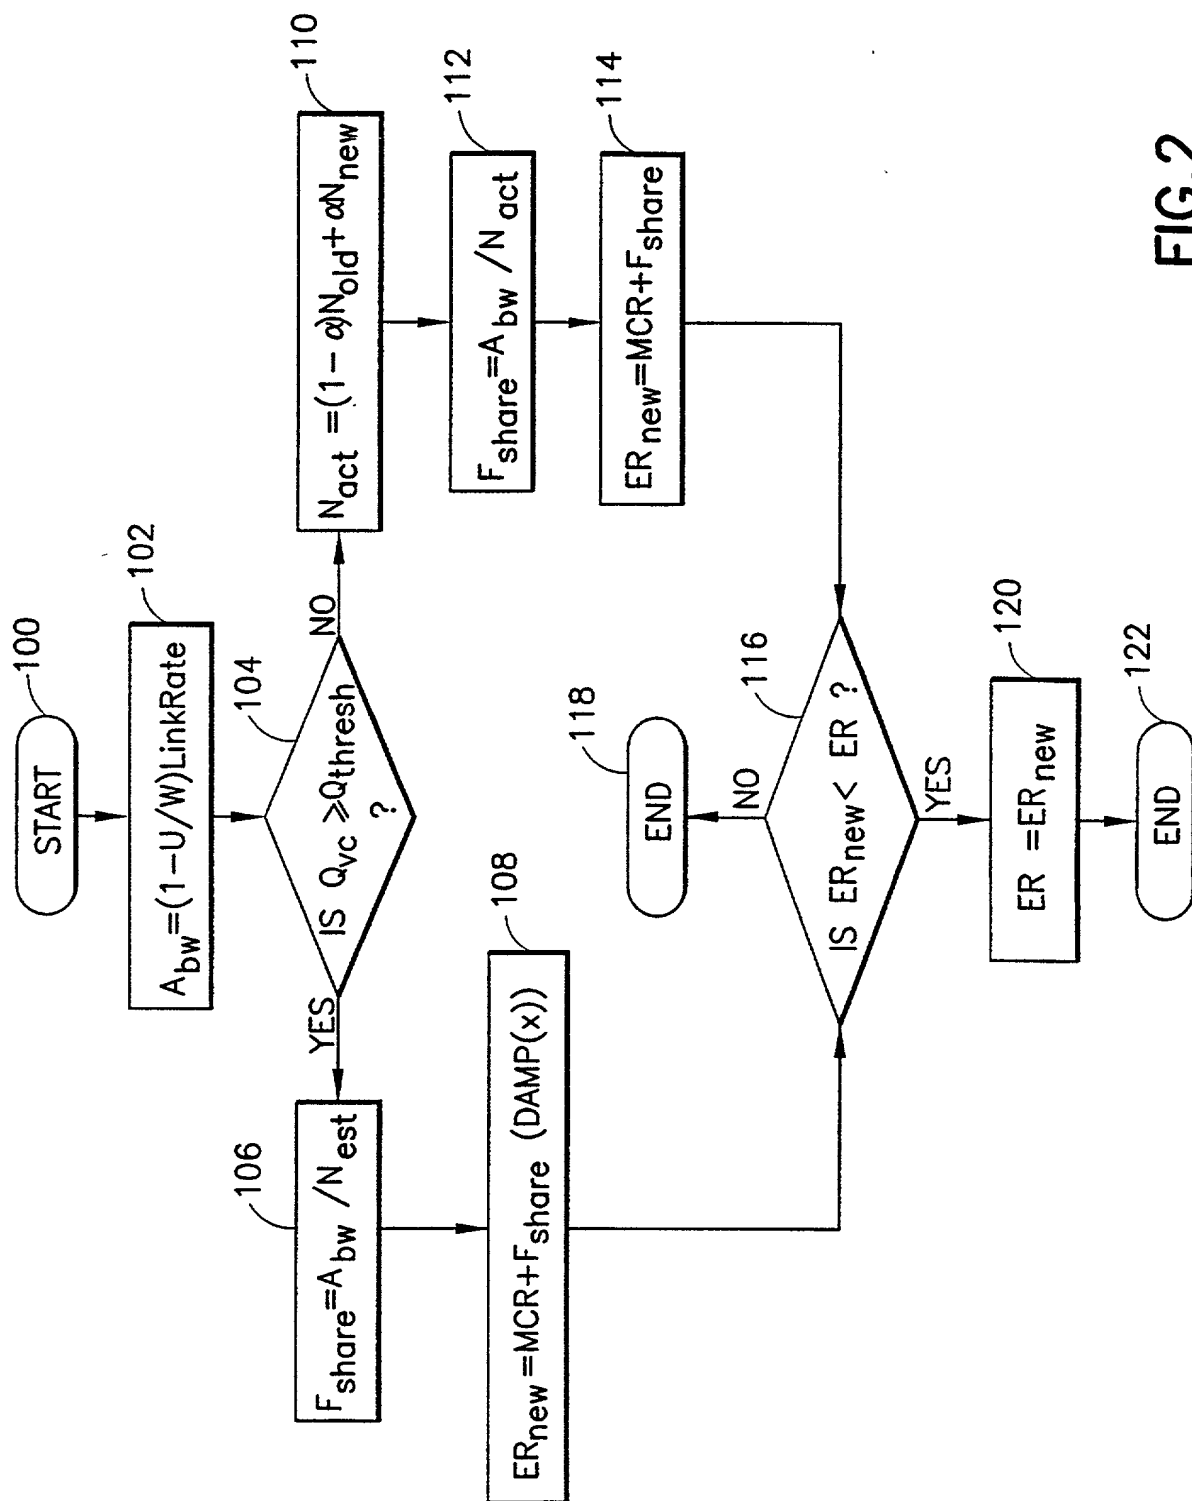 START
100
A_bw=(1-U/W)LinkRate
102
IS Q_vc ≥Q_thresh
?
104
YES
NO
F_share=A_bw /N_est
106
N_act =(1-α)N_old+αN_new
110
F_share=A_bw /N_act
112
ER_new=MCR+F_share (DAMP(x))
108
ER_new=MCR+F_share
114
END
118
NO
IS ER_new< ER ?
116
YES
ER =ER_new
120
END
122
FIG.2